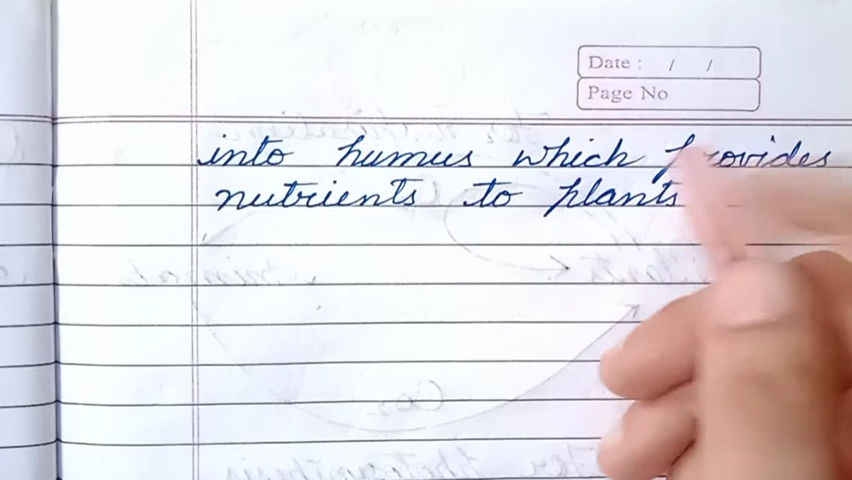 Date : / /
Page No
into humus which provides
nutrients to plants